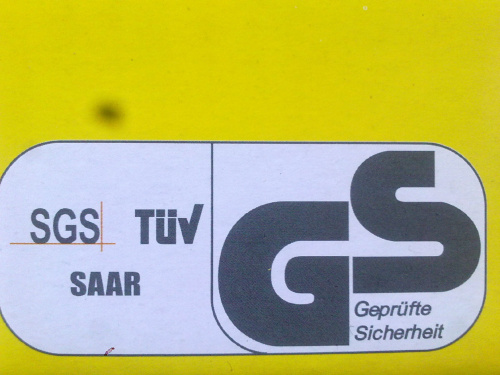 SGS TÜV
SAAR
GS
Geprüfte
Sicherheit